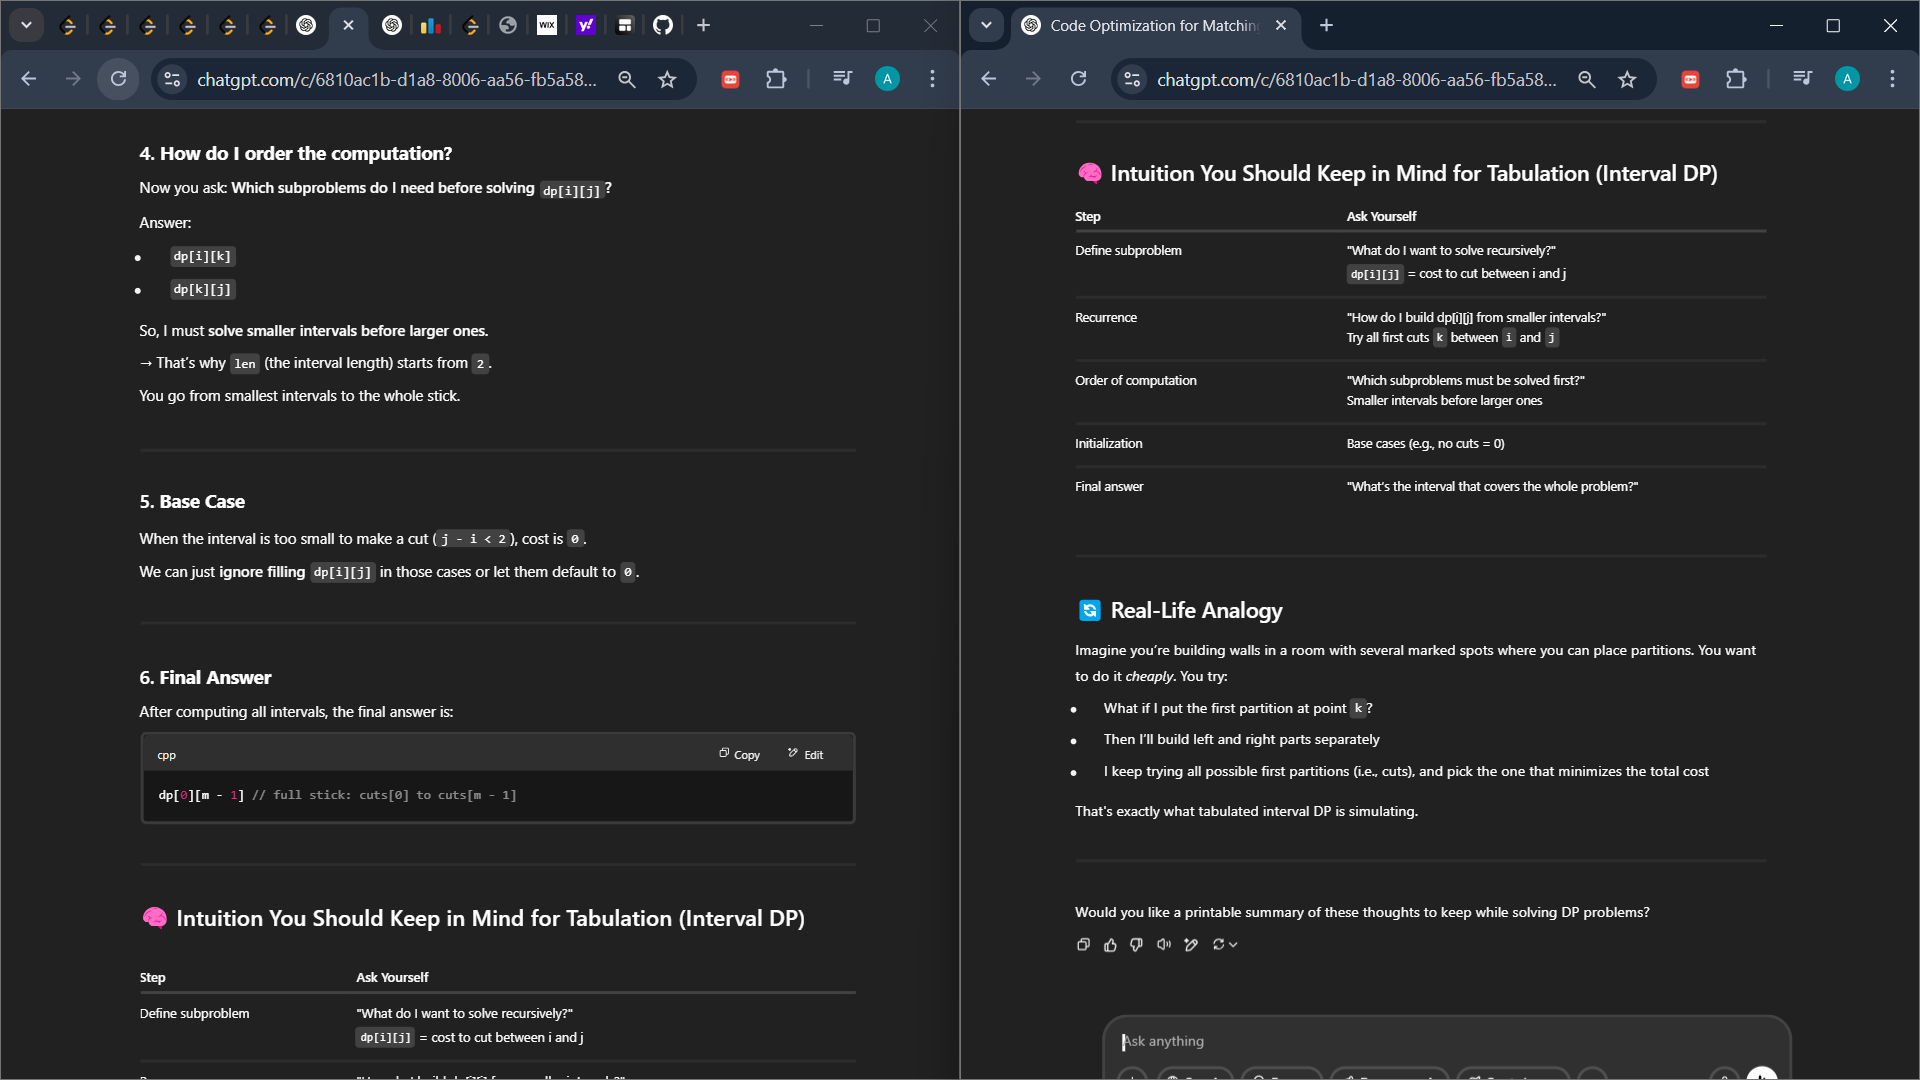 WIX
y!
Code Optimization for Matchin
chatgpt.com/c/6810ac1b-d1a8-8006-aa56-fb5a58...
A
chatgpt.com/c/6810ac1b-d1a8-8006-aa56-fb5a58...
A
4. How do I order the computation?
Now you ask: Which subproblems do I need before solving dp[i][j]?
Answer:
dp[i][k]
dp[k][j]
So, I must solve smaller intervals before larger ones.
→ That's why len (the interval length) starts from 2.
You go from smallest intervals to the whole stick.
5. Base Case
When the interval is too small to make a cut (j - i < 2), cost is 0.
We can just ignore filling dp[i][j] in those cases or let them default to 0.
6. Final Answer
After computing all intervals, the final answer is:
cpp
Copy
Edit
dp[0][m - 1] // full stick: cuts[0] to cuts[m - 1]
Intuition You Should Keep in Mind for Tabulation (Interval DP)
Step Ask Yourself
Define subproblem "What do I want to solve recursively?"
dp[i][j] = cost to cut between i and j
Intuition You Should Keep in Mind for Tabulation (Interval DP)
Step Ask Yourself
Define subproblem "What do I want to solve recursively?"
dp[i][j] = cost to cut between i and j
Recurrence "How do I build dp[i][j] from smaller intervals?"
Try all first cuts k between i and j
Order of computation "Which subproblems must be solved first?"
Smaller intervals before larger ones
Initialization Base cases (e.g., no cuts = 0)
Final answer "What's the interval that covers the whole problem?"
Real-Life Analogy
Imagine you're building walls in a room with several marked spots where you can place partitions. You want
to do it cheaply. You try:
What if I put the first partition at point k?
Then I'll build left and right parts separately
I keep trying all possible first partitions (i.e., cuts), and pick the one that minimizes the total cost
That's exactly what tabulated interval DP is simulating.
Would you like a printable summary of these thoughts to keep while solving DP problems?
Ask anything